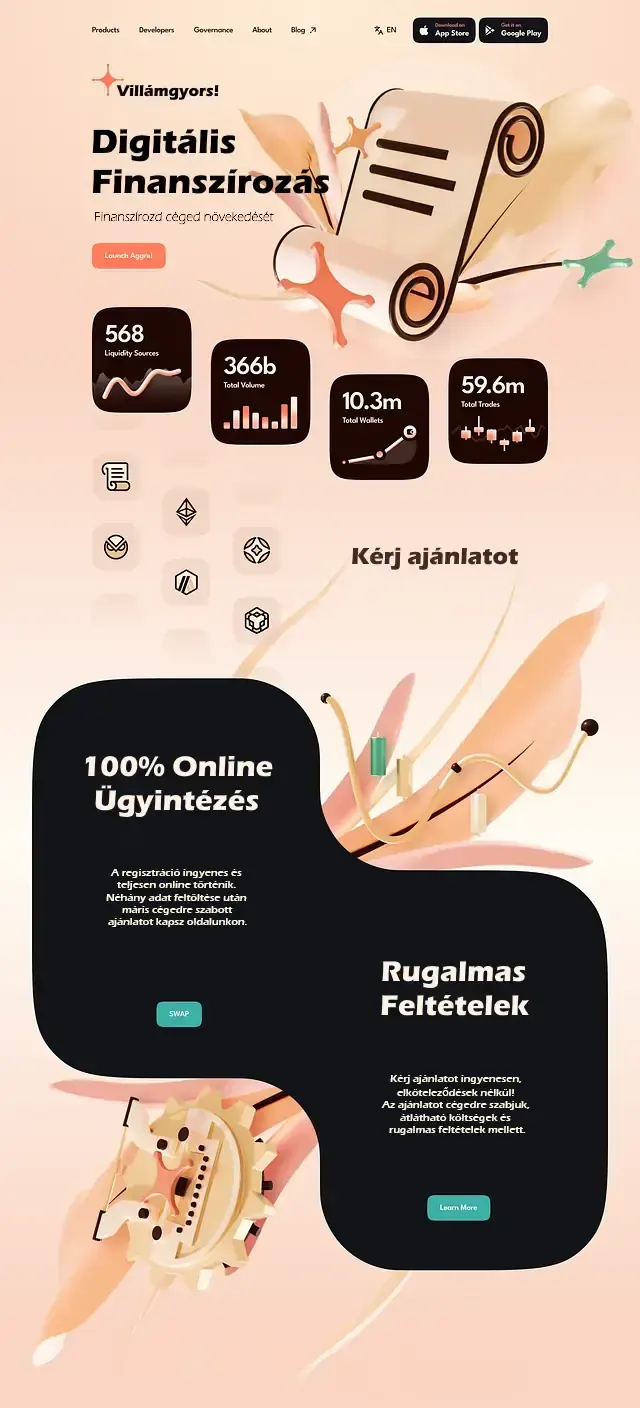 Products Developers Governance About Blog EN
Download on
App Store
Get it on
Google Play
Villámgyors!
Digitális
Finanszírozás
Finanszírozd céged növekedését
Launch Aggrxl
568
Liquidity Sources
366b
Total Volume
10.3m
Total Wallets
59.6m
Total Trades
Kérj ajánlatot
100% Online
Ügyintézés
A regisztráció ingyenes és
teljesen online történik.
Néhány adat feltöltése után
máris cégedre szabott
ajánlatot kapsz oldalunkon.
SWAP
Rugalmas
Feltételek
Kérj ajánlatot ingyenesen,
elköteleződések nélkül!
Az ajánlatot cégedre szabjuk,
átlátható költségek és
rugalmas feltételek mellett.
Learn More